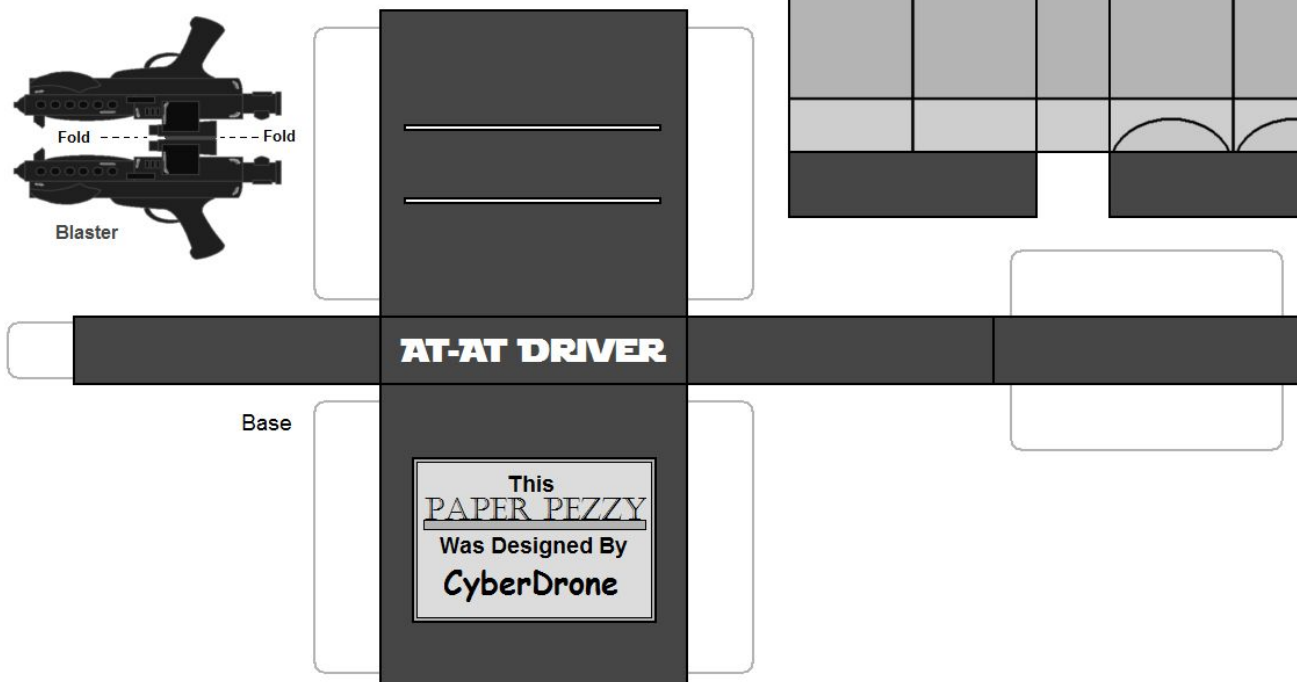 Fold Fold
Blaster
AT-AT DRIVER
Base
This
PAPER PEZZY
Was Designed By
CyberDrone